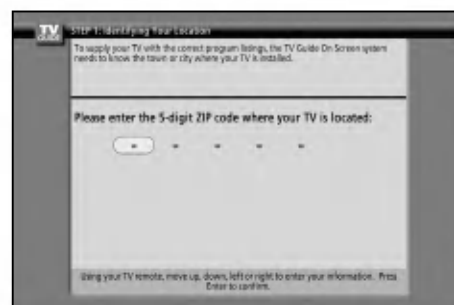 TV
GUIDE
STEP 1: Identifying Your Location
To supply your TV with the correct program listings, the TV Guide On Screen system
needs to know the town or city where your TV is installed.
Please enter the 5-digit ZIP code where your TV is located:
- - - - -
Using your TV remote, move up, down, left or right to enter your information. Press
Enter to confirm.